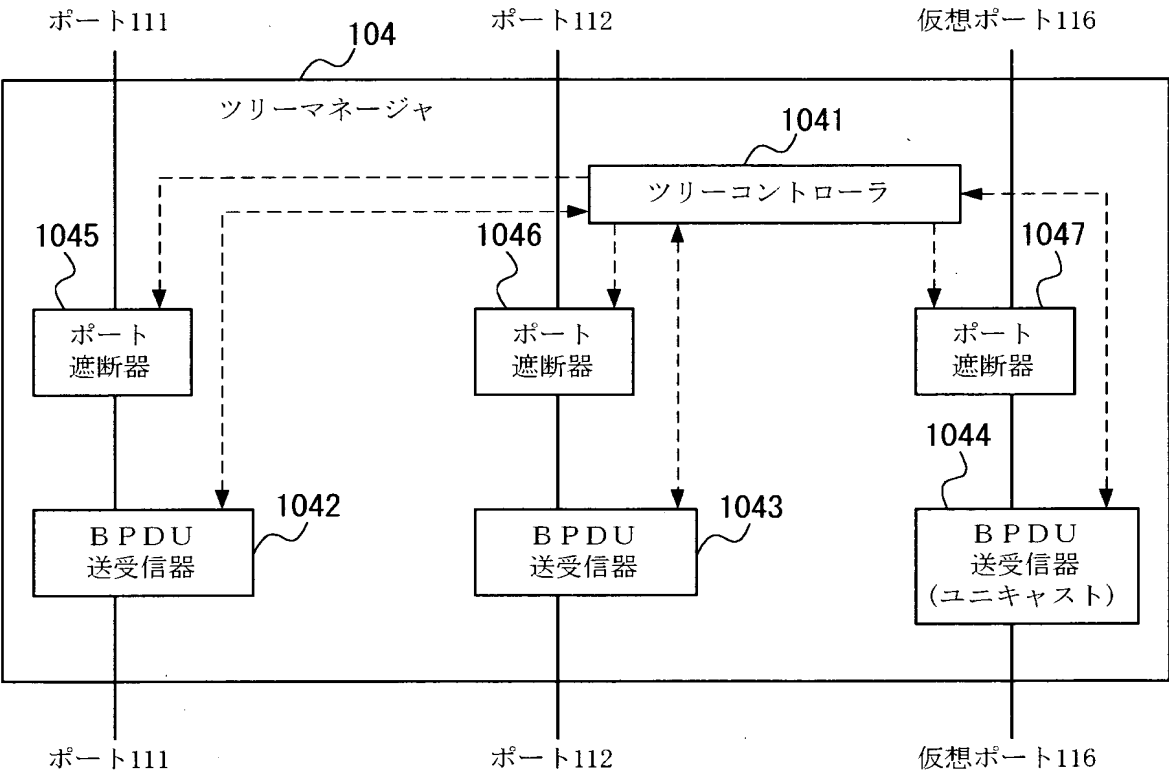 ポート111
ポート112
仮想ポート116
104
ツリーマネージャ
1041
ツリーコントローラ
1045
1046
1047
ポート
遮断器
ポート
遮断器
ポート
遮断器
1042
1043
1044
BPDU
送受信器
BPDU
送受信器
BPDU
送受信器
(ユニキャスト)
ポート111
ポート112
仮想ポート116